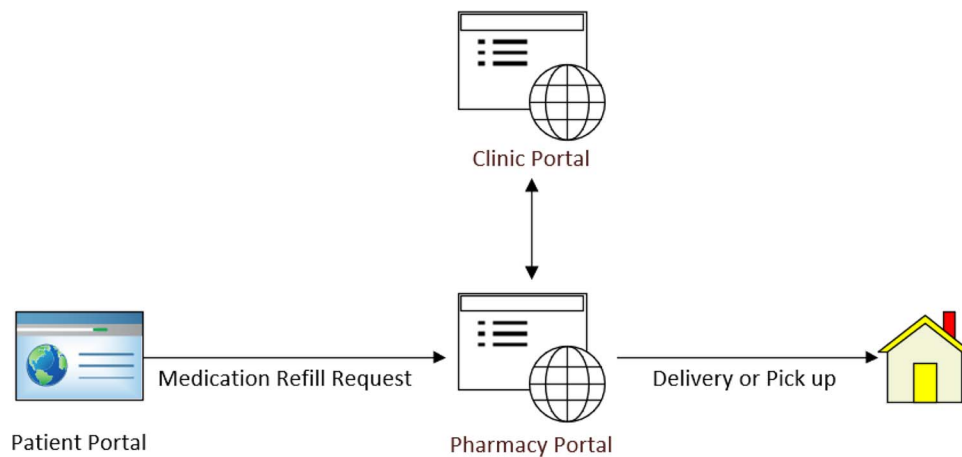 Clinic Portal
Medication Refill Request
Delivery or Pick up
Patient Portal
Pharmacy Portal